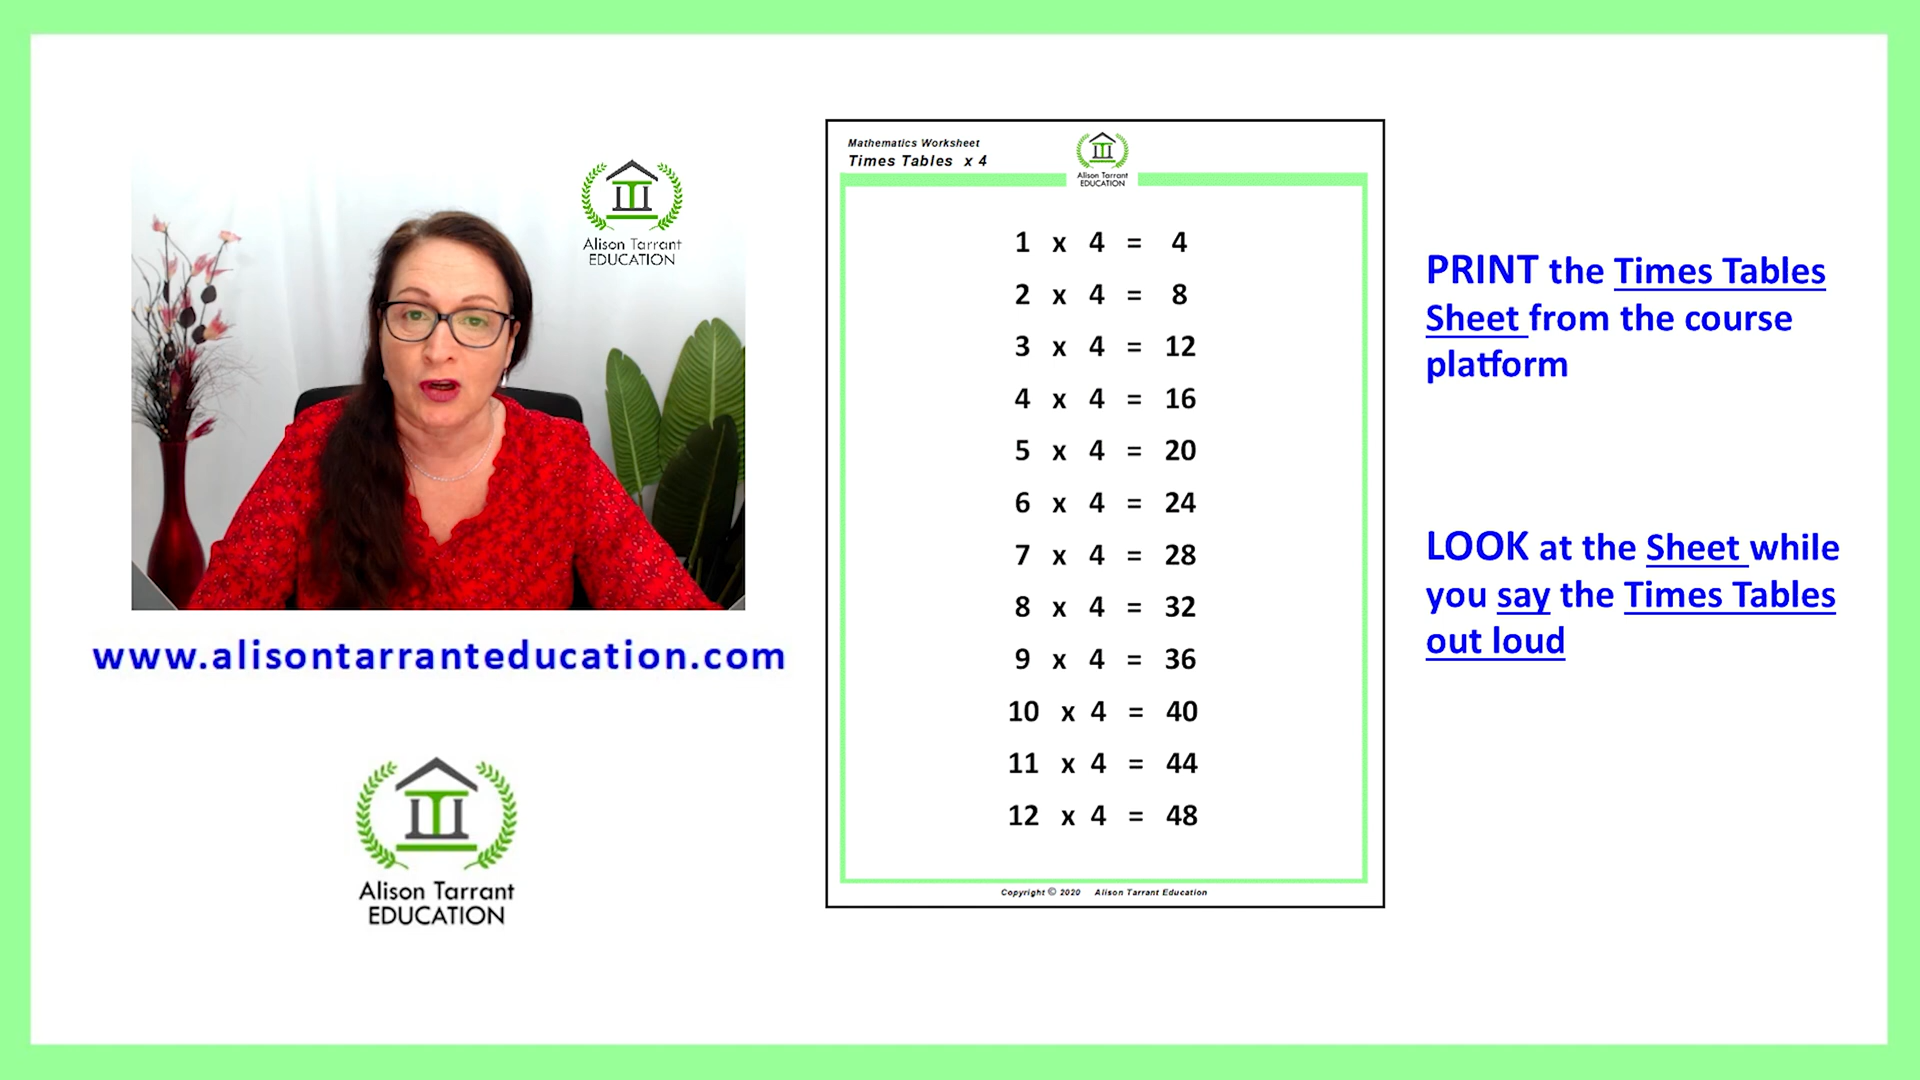 Alison Tarrant
EDUCATION
www.alisontarranteducation.com
Alison Tarrant
EDUCATION
Mathematics Worksheet
Times Tables x 4
Alison Tarrant
EDUCATION
1 x 4 = 4
2 x 4 = 8
3 x 4 = 12
4 x 4 = 16
5 x 4 = 20
6 x 4 = 24
7 x 4 = 28
8 x 4 = 32
9 x 4 = 36
10 x 4 = 40
11 x 4 = 44
12 x 4 = 48
Copyright © 2020 Alison Tarrant Education
PRINT the Times Tables
Sheet from the course
platform
LOOK at the Sheet while
you say the Times Tables
out loud